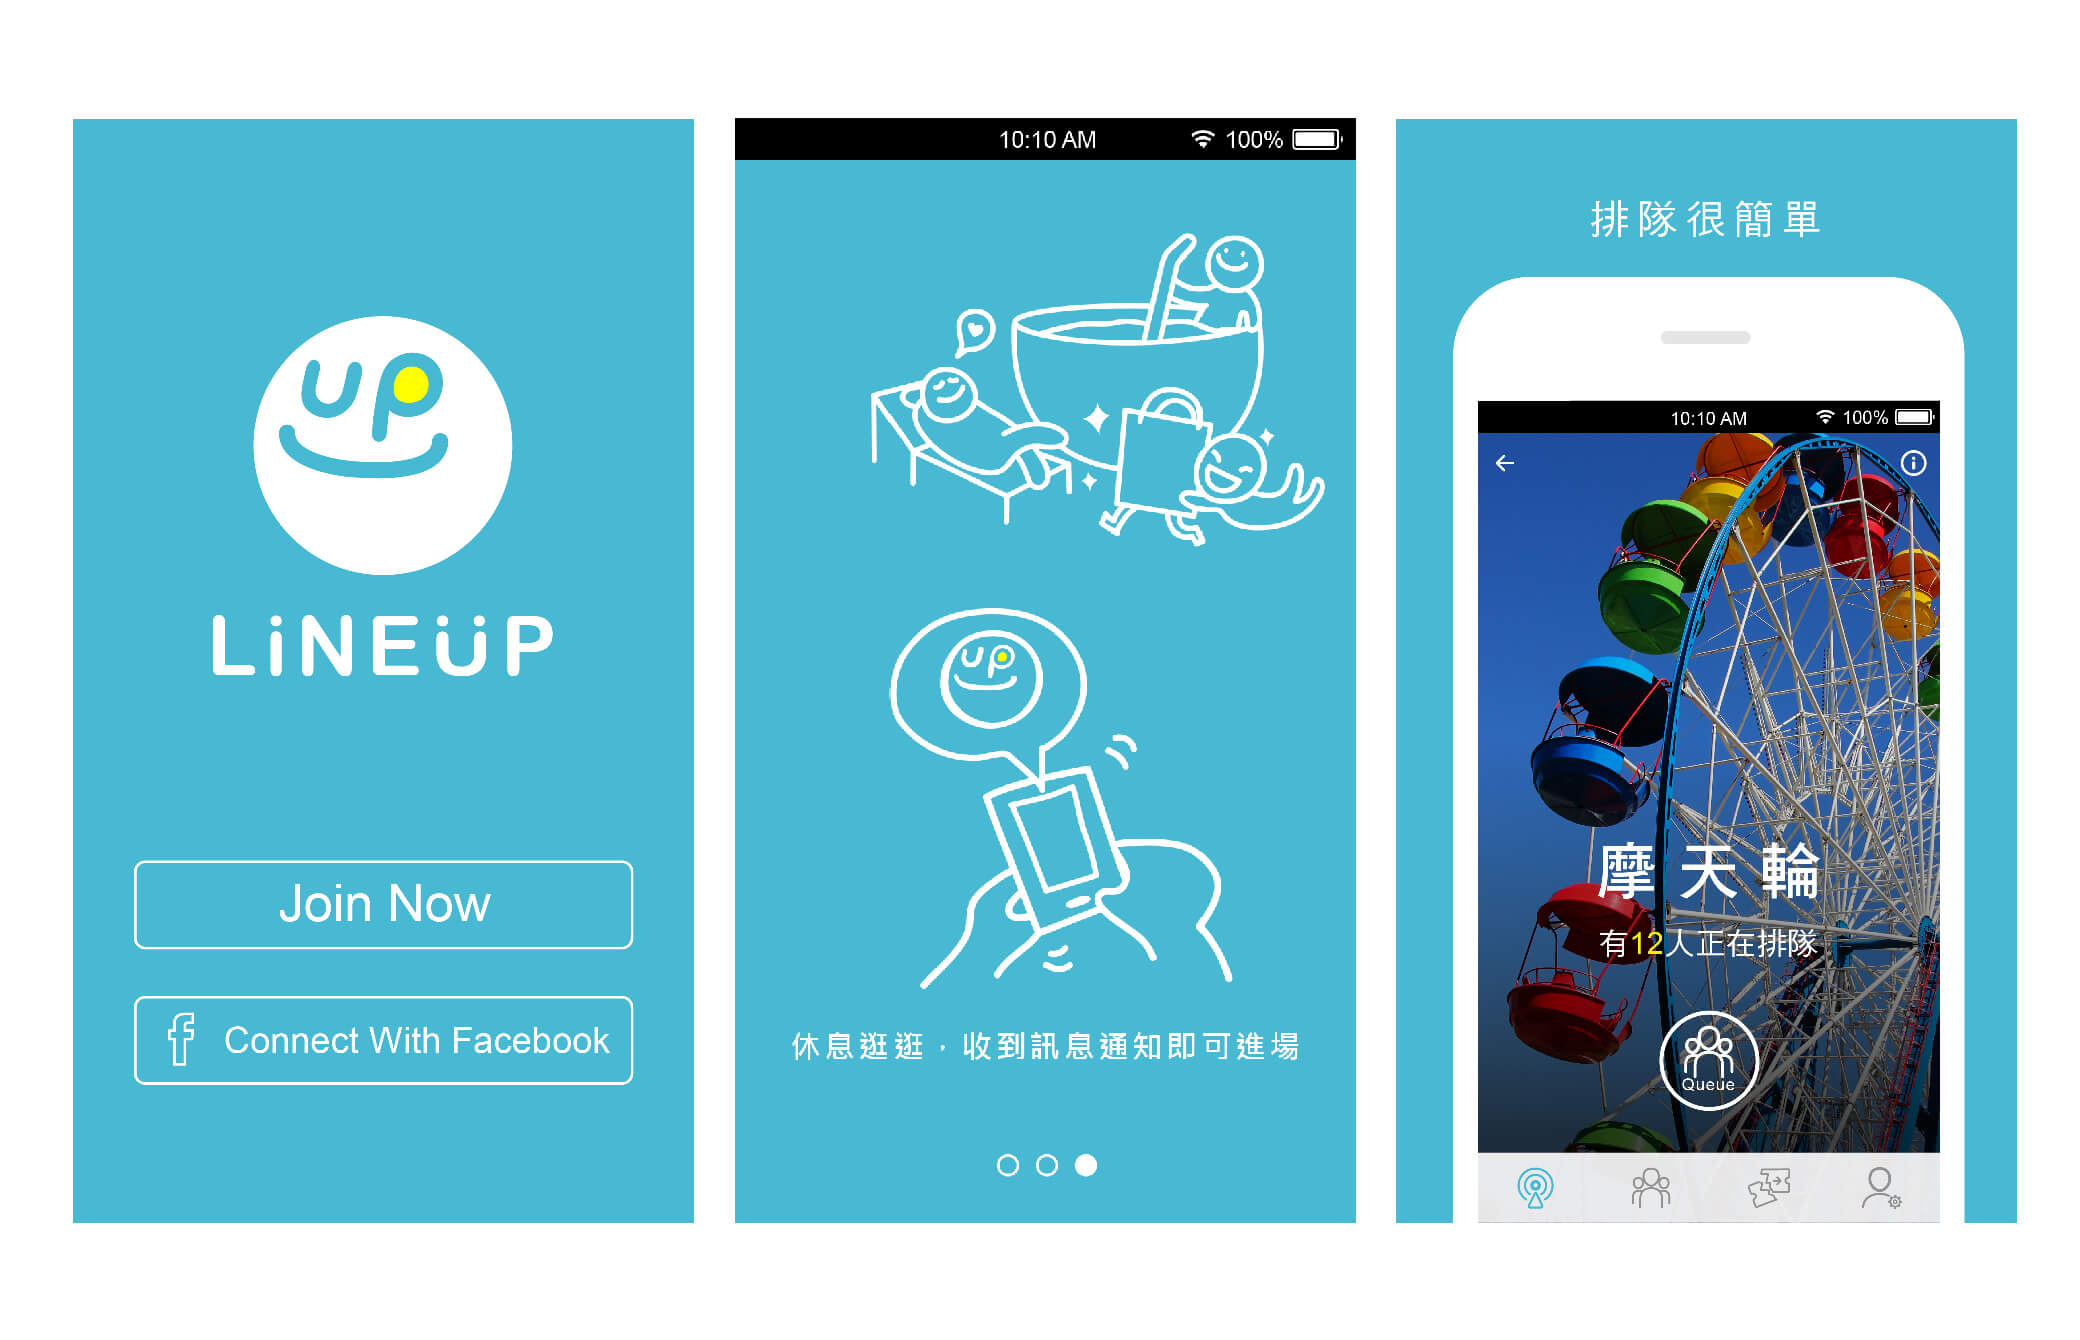 up
LiNEÜP
Join Now
f Connect With Facebook
10:10 AM 100%
up
休息逛逛，收到訊息通知即可進場
排隊很簡單
10:10 AM 100%
摩天輪
有12人正在排隊
Queue